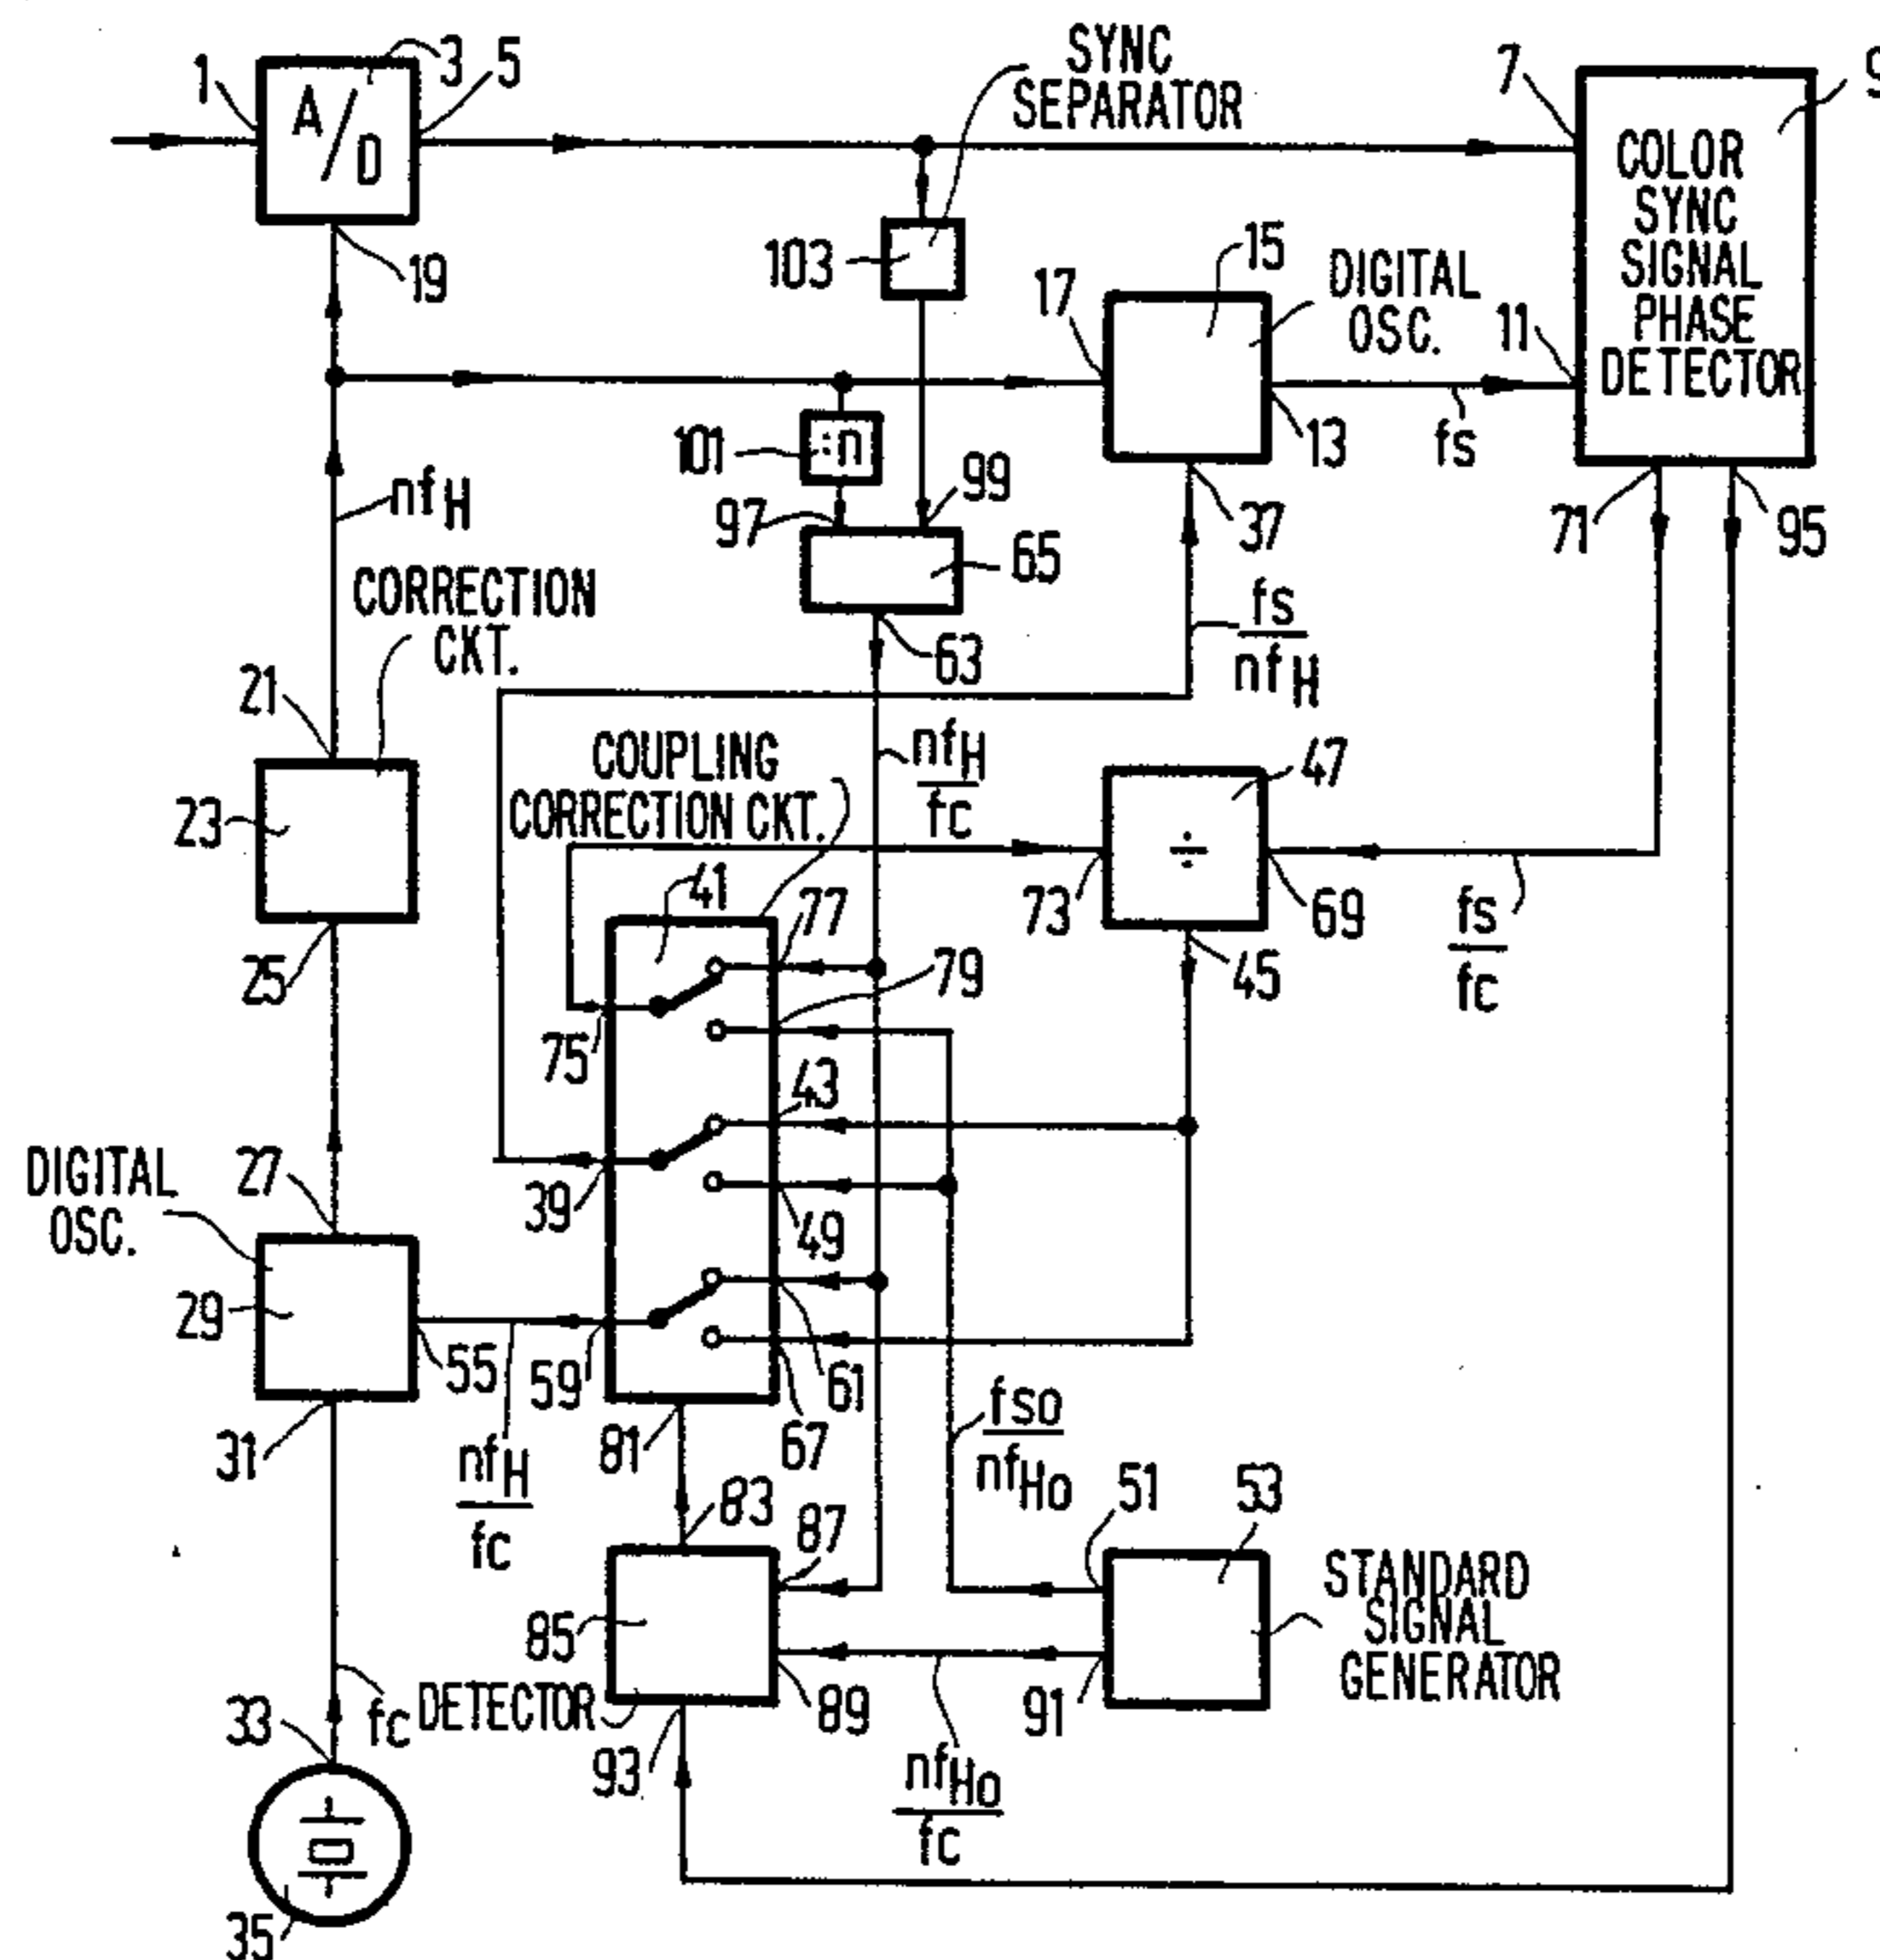 SYNC
SEPARATOR
1
3
5
7
9
A/D
COLOR
SYNC
SIGNAL
PHASE
DETECTOR
103
15
DIGITAL
OSC.
19
17
11
101
:n
13
fs
nfH
97
99
37
71
95
65
CORRECTION
CKT.
63
fs
nfH
21
COUPLING
CORRECTION CKT.
nfH
fc
47
23
÷
41
77
73
69
fs
fc
25
79
45
75
43
DIGITAL
OSC.
27
39
49
29
55
59
61
fso
nfHo
31
nfH
fc
81
67
51
53
83
87
STANDARD
SIGNAL
GENERATOR
85
33
fc
DETECTOR
89
91
93
nfHo
fc
35